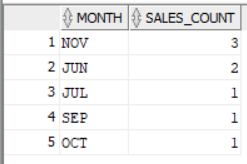 MONTH SALES_COUNT
1 NOV 3
2 JUN 2
3 JUL 1
4 SEP 1
5 OCT 1